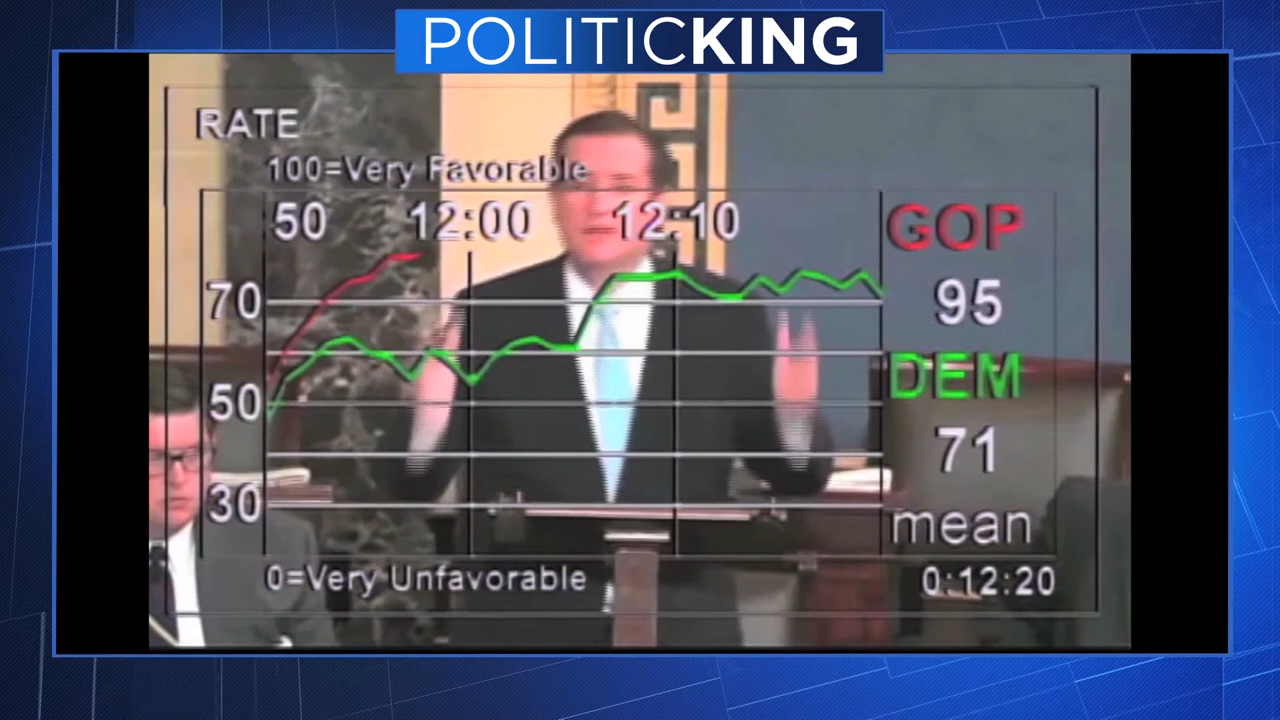 POLITICKING
RATE
100=Very Favorable
50 12:00 12:10
GOP
95
70
DEM
71
50
30
mean
0=Very Unfavorable
0:12:20